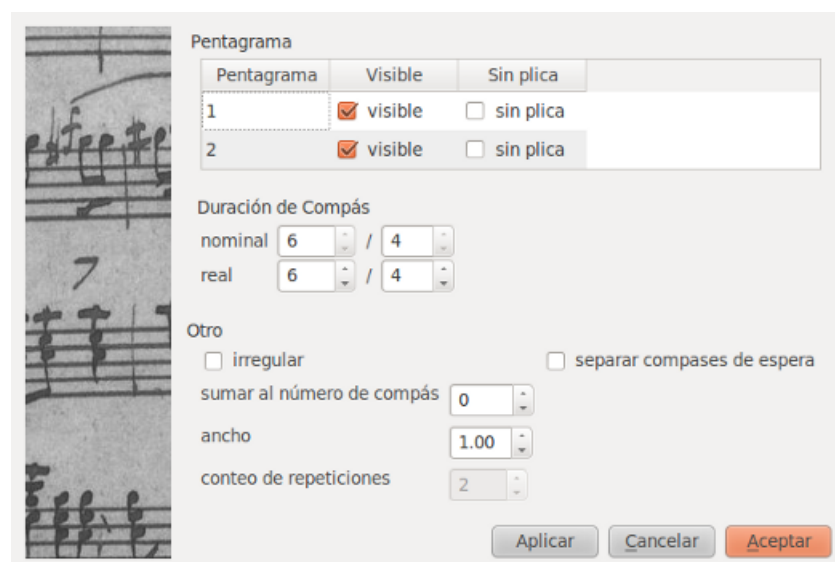 Pentagrama
Pentagrama Visible Sin plica
1 visible sin plica
2 visible sin plica
Duración de Compás
nominal 6 / 4
real 6 / 4
Otro
irregular separar compases de espera
sumar al número de compás 0
ancho 1.00
conteo de repeticiones 2
Aplicar Cancelar Aceptar
7